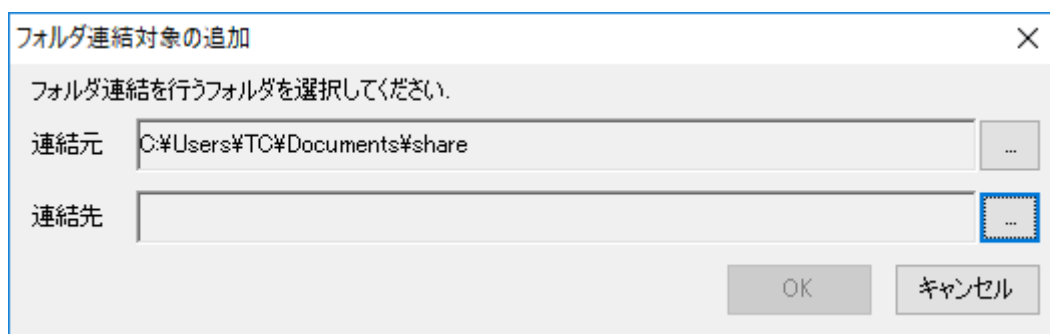 フォルダ連結対象の追加
フォルダ連結を行うフォルダを選択してください.
連結元 C:¥Users¥TC¥Documents¥share ...
連結先 ...
OK キャンセル